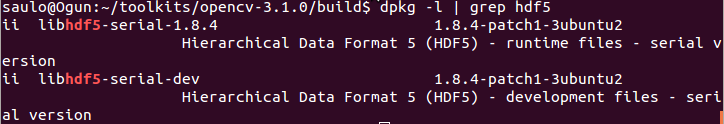 saulo@Ogun:~/toolkits/opencv-3.1.0/build$ dpkg -l | grep hdf5
ii  libhdf5-serial-1.8.4                       1.8.4-patch1-3ubuntu2
                     Hierarchical Data Format 5 (HDF5) - runtime files - serial v
ersion
ii  libhdf5-serial-dev                         1.8.4-patch1-3ubuntu2
                     Hierarchical Data Format 5 (HDF5) - development files - seri
al version